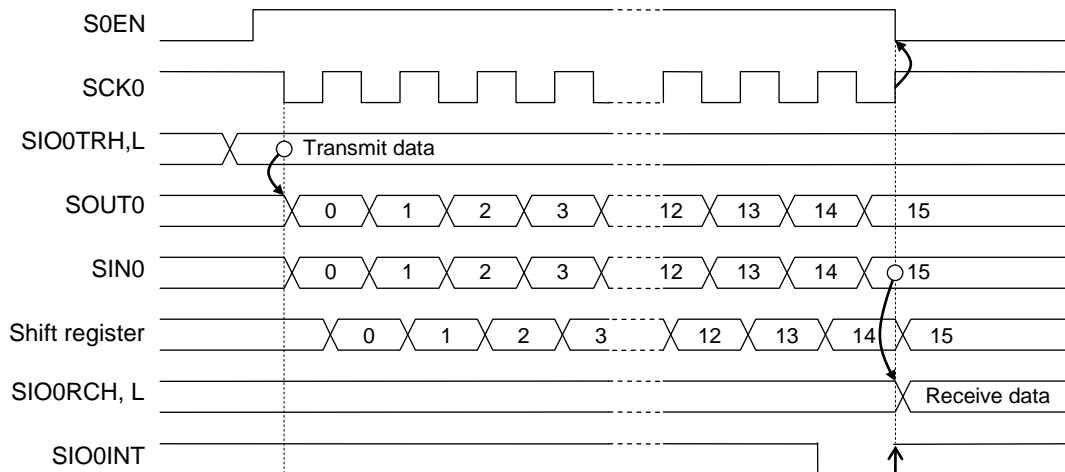 S0EN
SCK0
SIO0TRH,L Transmit data
SOUT0 0 1 2 3 12 13 14 15
SIN0 0 1 2 3 12 13 14 15
Shift register 0 1 2 3 12 13 14 15
SIO0RCH, L Receive data
SIO0INT